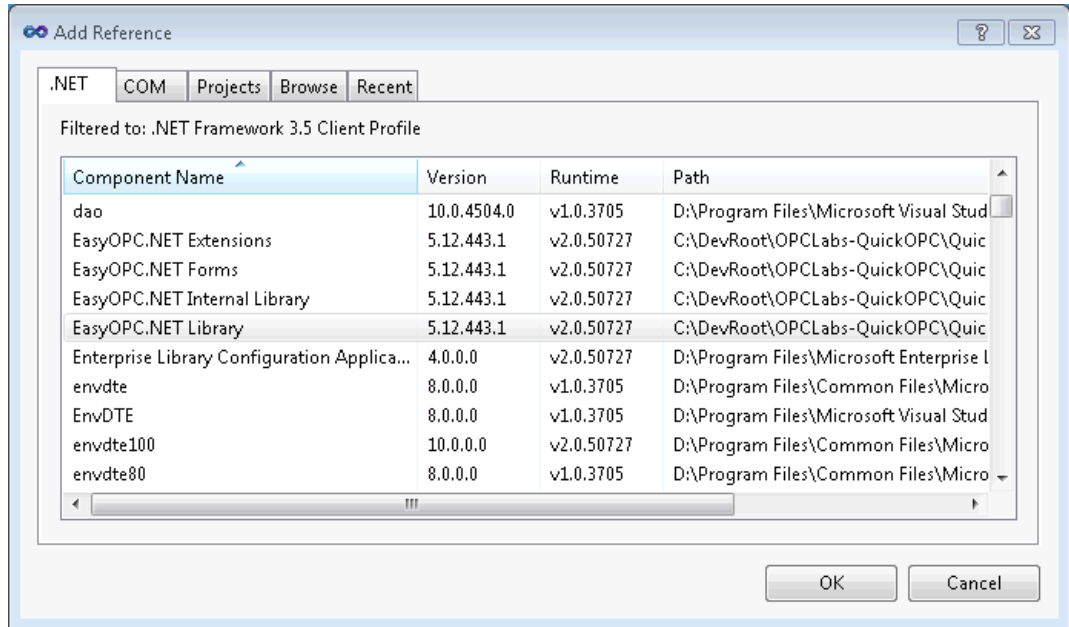 Add Reference
.NET COM Projects Browse Recent
Filtered to: .NET Framework 3.5 Client Profile
Component Name Version Runtime Path
dao 10.0.4504.0 v1.0.3705 D:\Program Files\Microsoft Visual Stud
EasyOPC.NET Extensions 5.12.443.1 v2.0.50727 C:\DevRoot\OPCLabs-QuickOPC\Quic
EasyOPC.NET Forms 5.12.443.1 v2.0.50727 C:\DevRoot\OPCLabs-QuickOPC\Quic
EasyOPC.NET Internal Library 5.12.443.1 v2.0.50727 C:\DevRoot\OPCLabs-QuickOPC\Quic
EasyOPC.NET Library 5.12.443.1 v2.0.50727 C:\DevRoot\OPCLabs-QuickOPC\Quic
Enterprise Library Configuration Applica... 4.0.0.0 v2.0.50727 D:\Program Files\Microsoft Enterprise L
envdte 8.0.0.0 v1.0.3705 D:\Program Files\Common Files\Micro
EnvDTE 8.0.0.0 v1.0.3705 D:\Program Files\Microsoft Visual Stud
envdte100 10.0.0.0 v2.0.50727 D:\Program Files\Common Files\Micro
envdte80 8.0.0.0 v1.0.3705 D:\Program Files\Common Files\Micro
OK Cancel